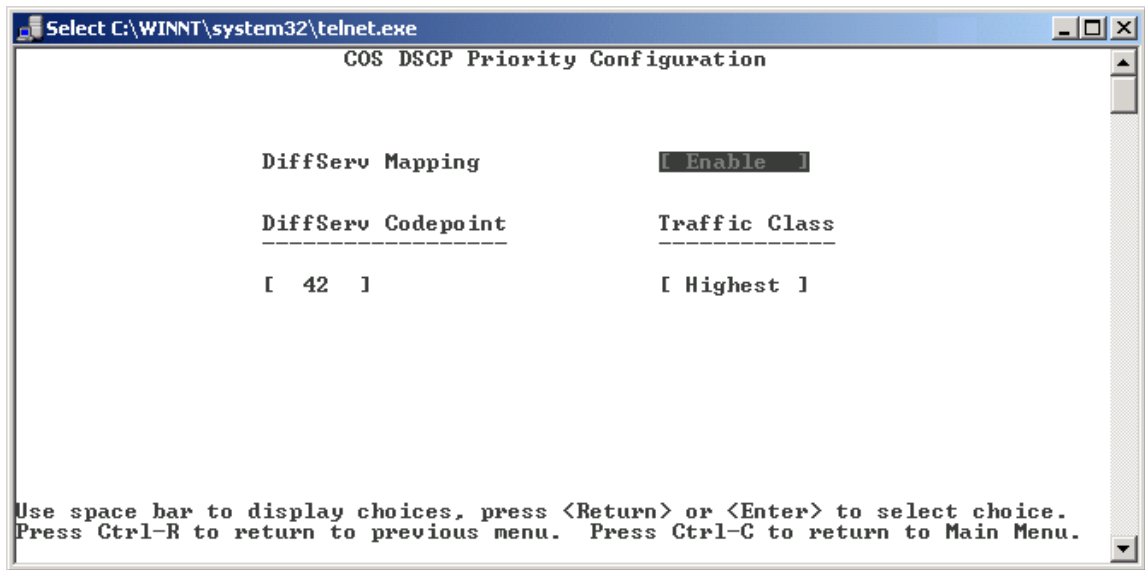 Select C:\WINNT\system32\telnet.exe
COS DSCP Priority Configuration
DiffServ Mapping [ Enable ]
DiffServ Codepoint Traffic Class
------------------ -------------
[ 42 ] [ Highest ]
Use space bar to display choices, press <Return> or <Enter> to select choice.
Press Ctrl-R to return to previous menu. Press Ctrl-C to return to Main Menu.